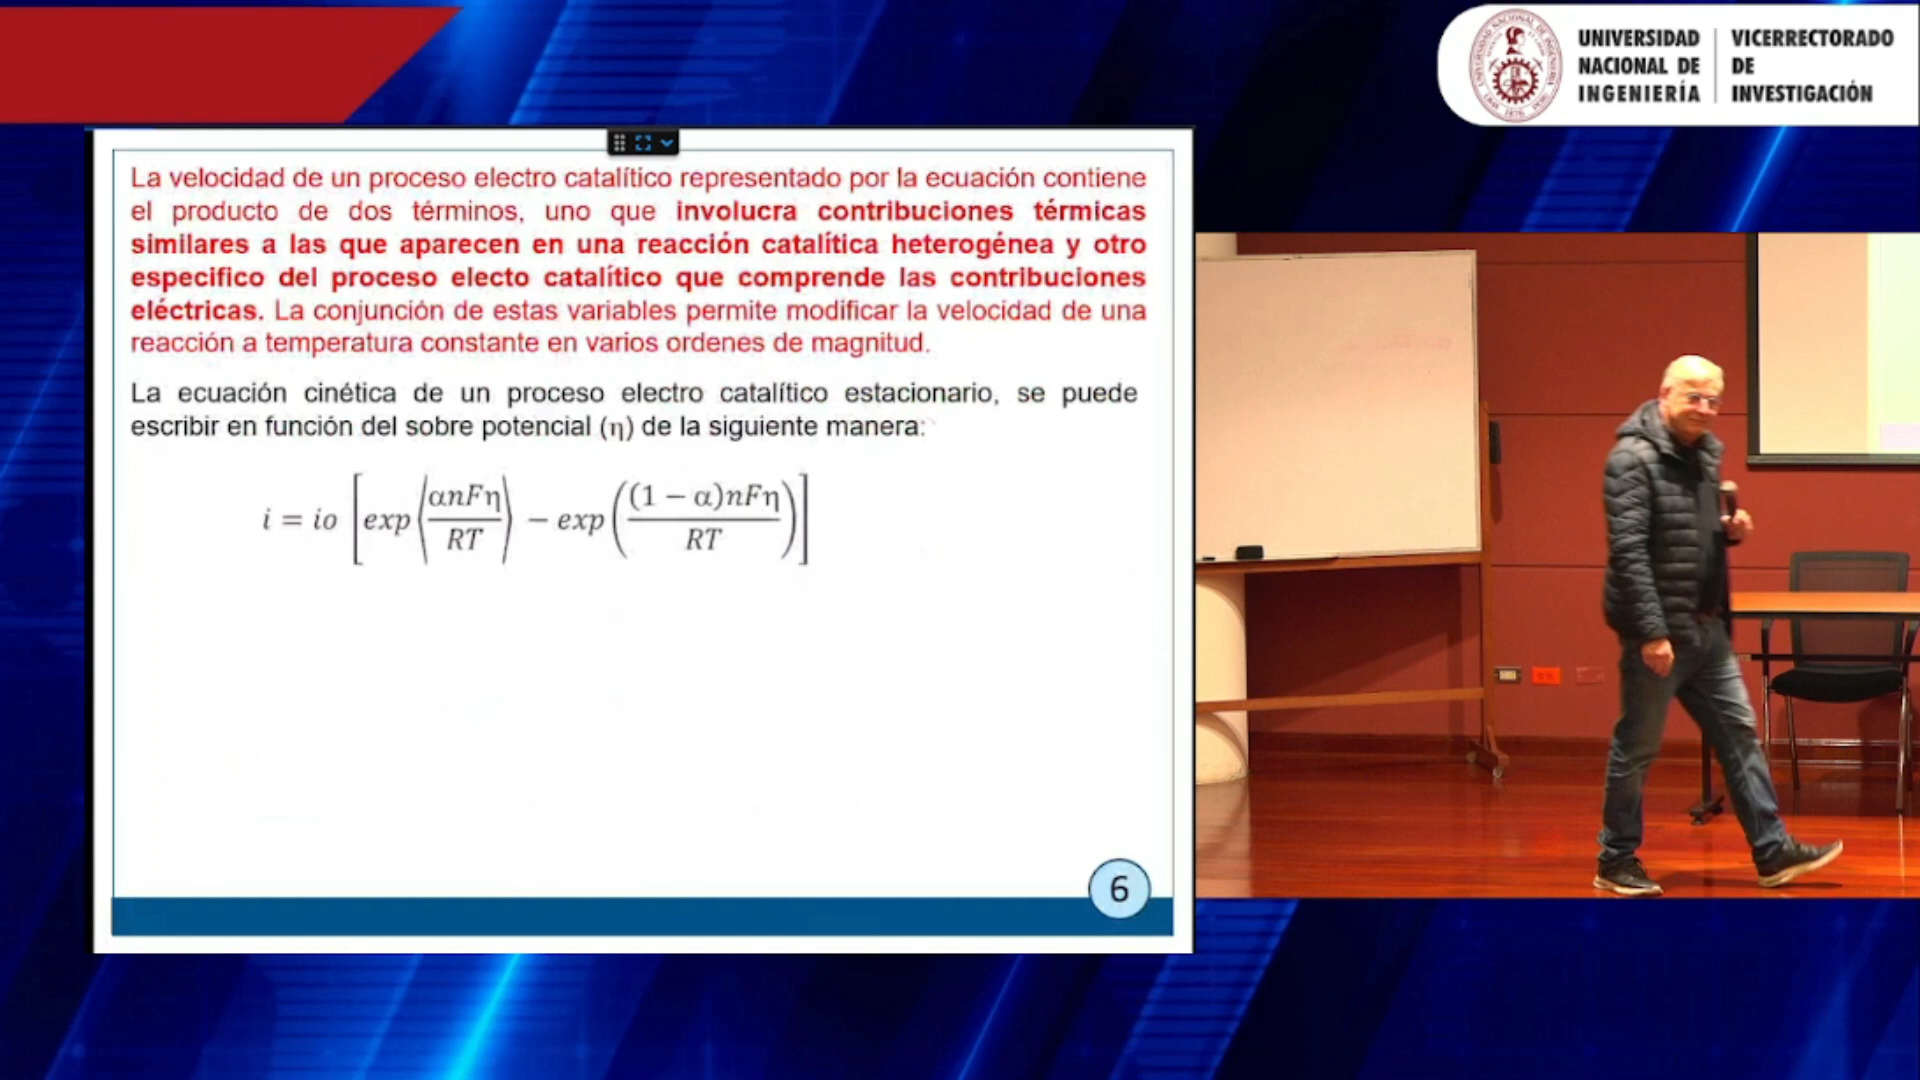 UNIVERSIDAD
NACIONAL DE
INGENIERÍA
VICERRECTORADO
DE
INVESTIGACIÓN
La velocidad de un proceso electro catalítico representado por la ecuación contiene
el producto de dos términos, uno que involucra contribuciones térmicas
similares a las que aparecen en una reacción catalítica heterogénea y otro
especifico del proceso electo catalítico que comprende las contribuciones
eléctricas. La conjunción de estas variables permite modificar la velocidad de una
reacción a temperatura constante en varios ordenes de magnitud.
La ecuación cinética de un proceso electro catalítico estacionario, se puede
escribir en función del sobre potencial (η) de la siguiente manera:
i = io [exp(αnFη/RT) − exp((1 − α)nFη/RT)]
6